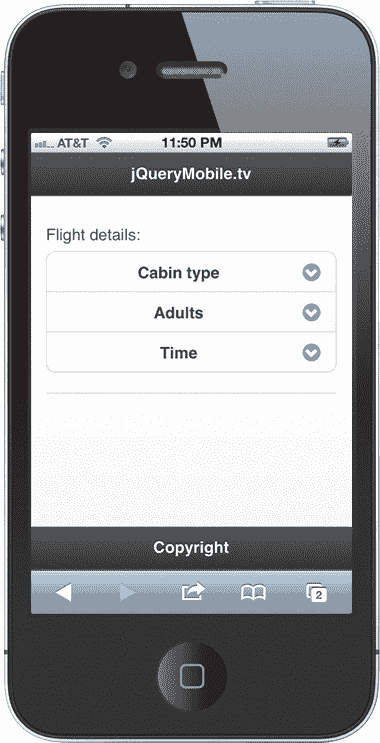 AT&T 11:50 PM
jQueryMobile.tv
Flight details:
Cabin type
Adults
Time
Copyright
2